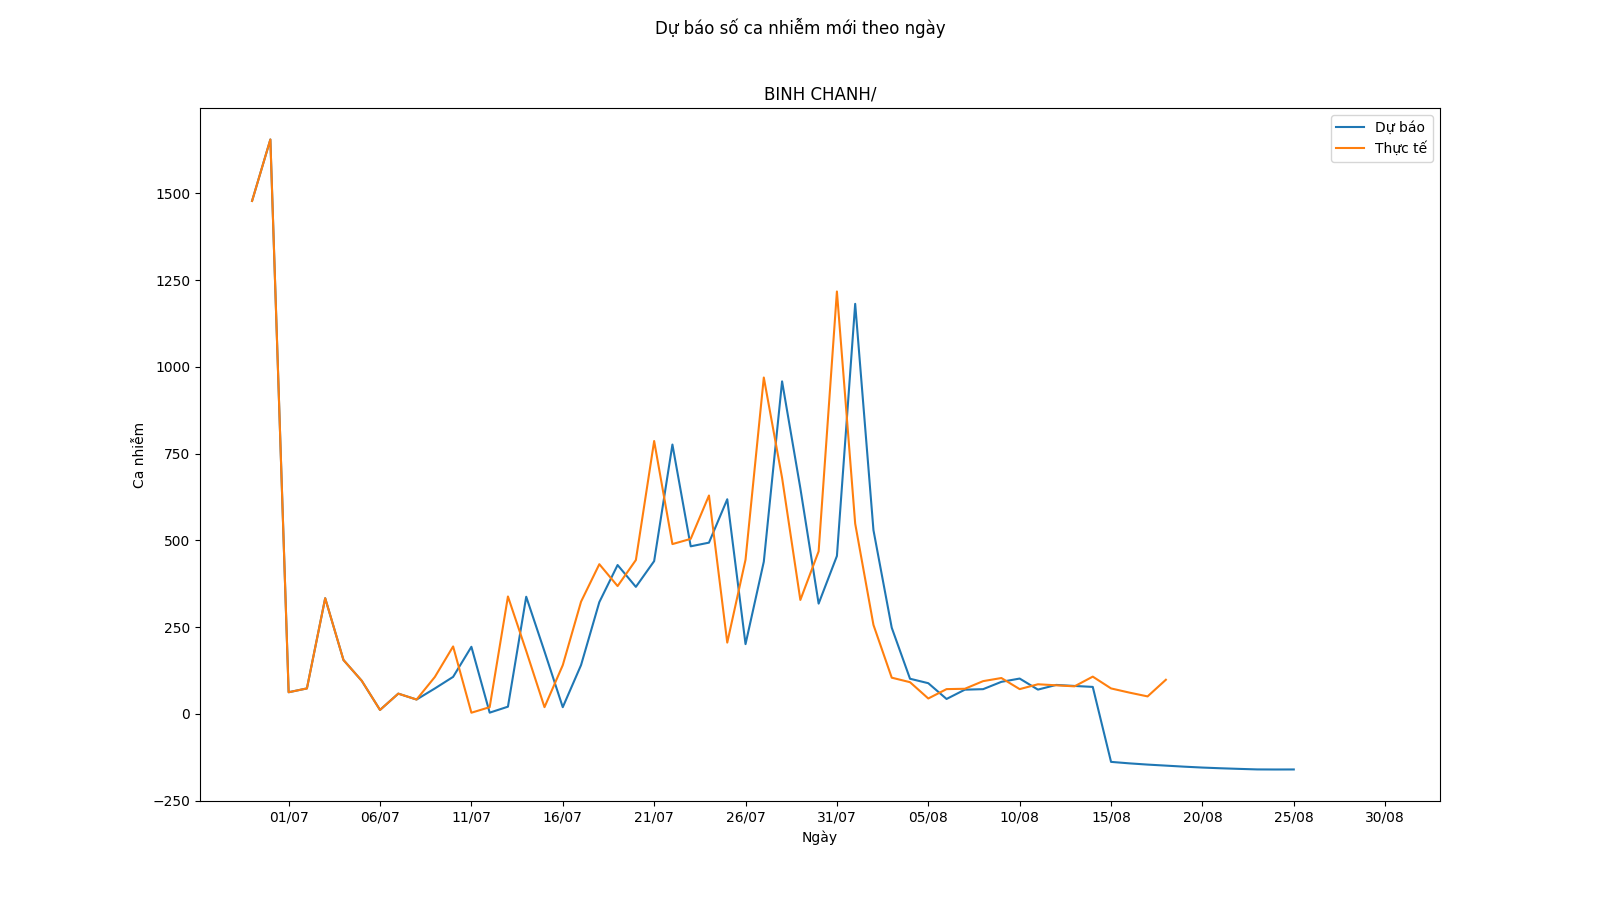 Dự báo số ca nhiễm mới theo ngày
BINH CHANH/
Dự báo
Thực tế
1500
1250
1000
750
500
250
0
−250
Ca nhiễm
01/07 06/07 11/07 16/07 21/07 26/07 31/07 05/08 10/08 15/08 20/08 25/08 30/08
Ngày